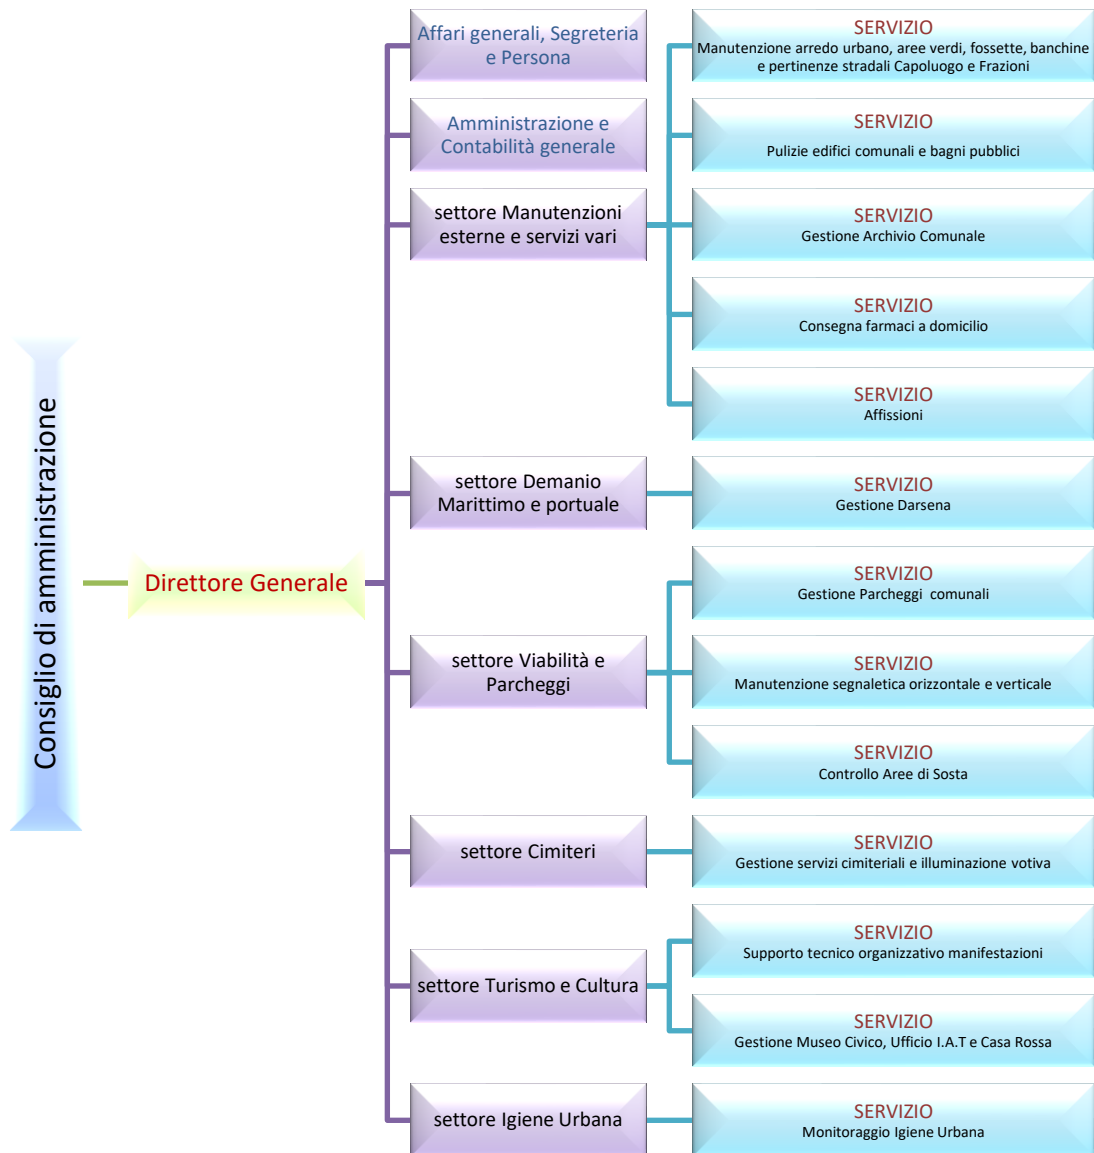 Consiglio di amministrazione
Direttore Generale
Affari generali, Segreteria
e Persona
Amministrazione e
Contabilità generale
settore Manutenzioni
esterne e servizi vari
SERVIZIO
Manutenzione arredo urbano, aree verdi, fossette, banchine
e pertinenze stradali Capoluogo e Frazioni
SERVIZIO
Pulizie edifici comunali e bagni pubblici
SERVIZIO
Gestione Archivio Comunale
SERVIZIO
Consegna farmaci a domicilio
SERVIZIO
Affissioni
settore Demanio
Marittimo e portuale
SERVIZIO
Gestione Darsena
settore Viabilità e
Parcheggi
SERVIZIO
Gestione Parcheggi comunali
SERVIZIO
Manutenzione segnaletica orizzontale e verticale
SERVIZIO
Controllo Aree di Sosta
settore Cimiteri
SERVIZIO
Gestione servizi cimiteriali e illuminazione votiva
settore Turismo e Cultura
SERVIZIO
Supporto tecnico organizzativo manifestazioni
SERVIZIO
Gestione Museo Civico, Ufficio I.A.T e Casa Rossa
settore Igiene Urbana
SERVIZIO
Monitoraggio Igiene Urbana